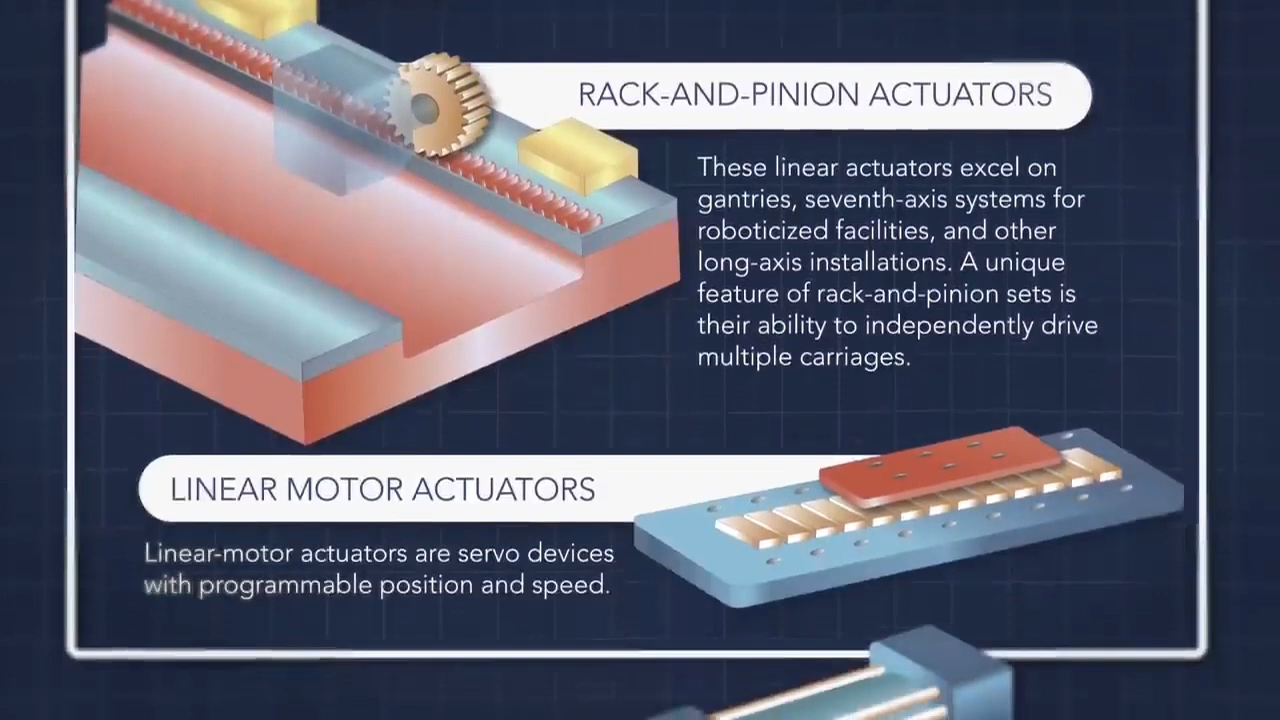 RACK-AND-PINION ACTUATORS
These linear actuators excel on
gantries, seventh-axis systems for
roboticized facilities, and other
long-axis installations. A unique
feature of rack-and-pinion sets is
their ability to independently drive
multiple carriages.
LINEAR MOTOR ACTUATORS
Linear-motor actuators are servo devices
with programmable position and speed.